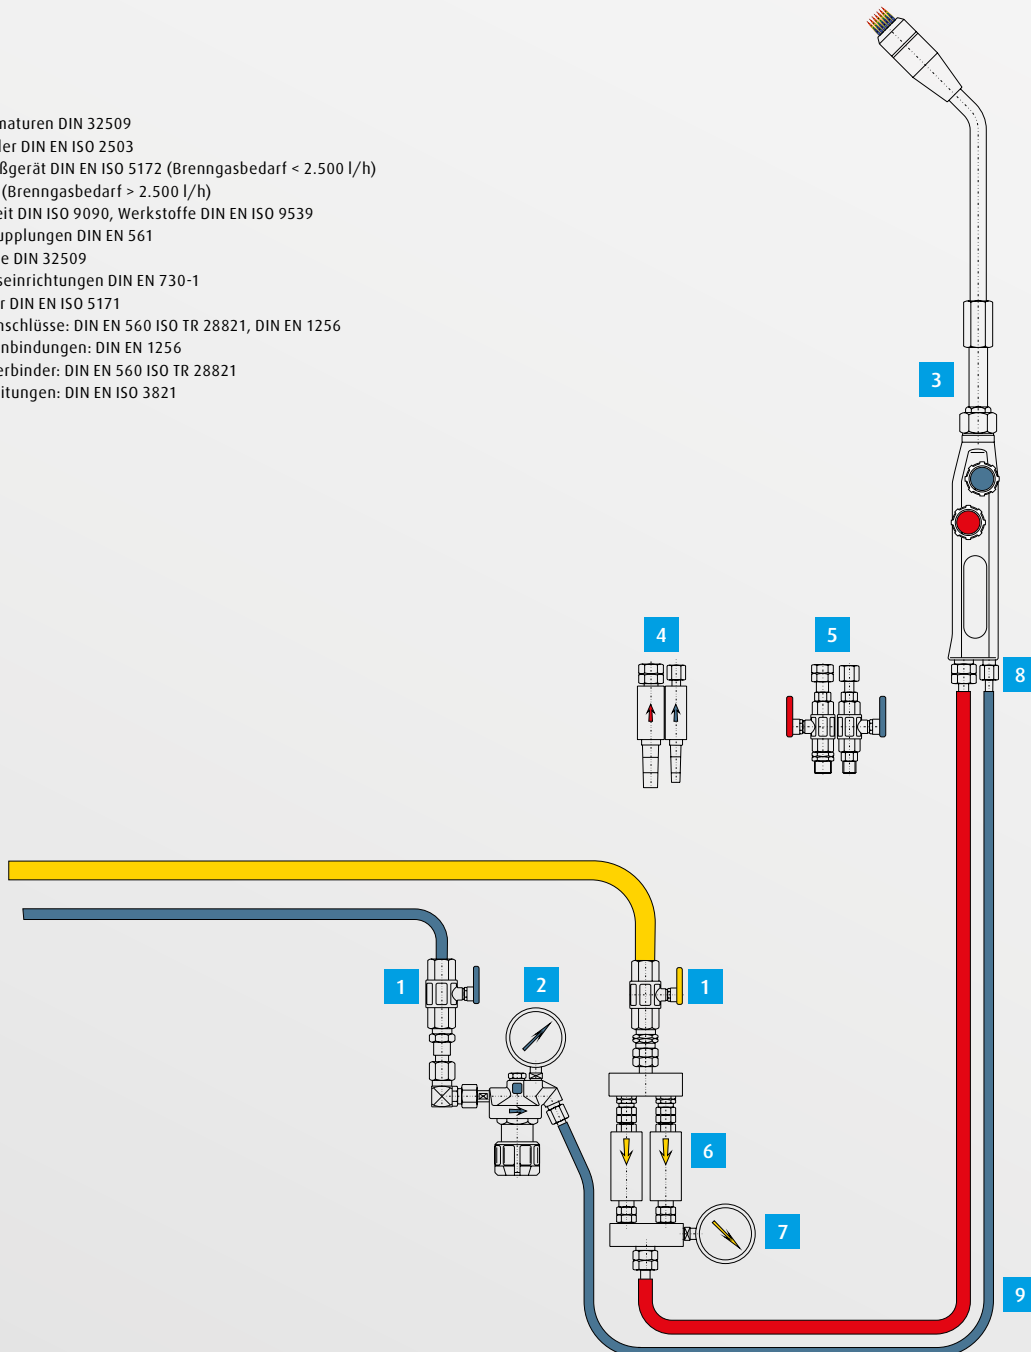 maturen DIN 32509
ler DIN EN ISO 2503
ßgerät DIN EN ISO 5172 (Brenngasbedarf < 2.500 l/h)
(Brenngasbedarf > 2.500 l/h)
eit DIN ISO 9090, Werkstoffe DIN EN ISO 9539
upplungen DIN EN 561
e DIN 32509
seinrichtungen DIN EN 730-1
r DIN EN ISO 5171
nschlüsse: DIN EN 560 ISO TR 28821, DIN EN 1256
nbindungen: DIN EN 1256
erbinder: DIN EN 560 ISO TR 28821
itungen: DIN EN ISO 3821
3
4
5
8
1
2
1
6
7
9